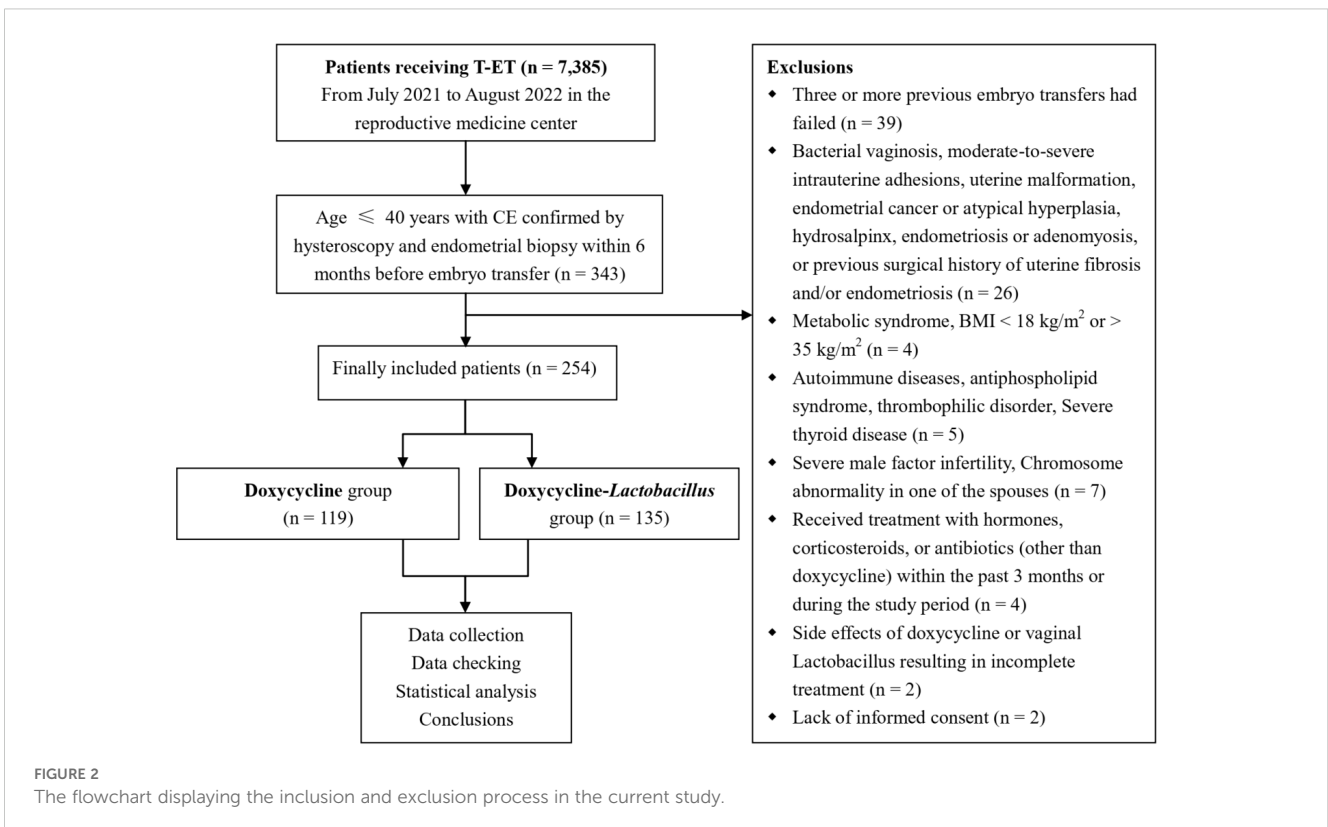 Patients receiving T-ET (n = 7,385)
From July 2021 to August 2022 in the
reproductive medicine center
Age ≤ 40 years with CE confirmed by
hysteroscopy and endometrial biopsy within 6
months before embryo transfer (n = 343)
Finally included patients (n = 254)
Doxycycline group
(n = 119)
Doxycycline-Lactobacillus
group (n = 135)
Data collection
Data checking
Statistical analysis
Conclusions
Exclusions
◆ Three or more previous embryo transfers had
failed (n = 39)
◆ Bacterial vaginosis, moderate-to-severe
intrauterine adhesions, uterine malformation,
endometrial cancer or atypical hyperplasia,
hydrosalpinx, endometriosis or adenomyosis,
or previous surgical history of uterine fibrosis
and/or endometriosis (n = 26)
◆ Metabolic syndrome, BMI < 18 kg/m² or >
35 kg/m² (n = 4)
◆ Autoimmune diseases, antiphospholipid
syndrome, thrombophilic disorder, Severe
thyroid disease (n = 5)
◆ Severe male factor infertility, Chromosome
abnormality in one of the spouses (n = 7)
◆ Received treatment with hormones,
corticosteroids, or antibiotics (other than
doxycycline) within the past 3 months or
during the study period (n = 4)
◆ Side effects of doxycycline or vaginal
Lactobacillus resulting in incomplete
treatment (n = 2)
◆ Lack of informed consent (n = 2)
FIGURE 2
The flowchart displaying the inclusion and exclusion process in the current study.